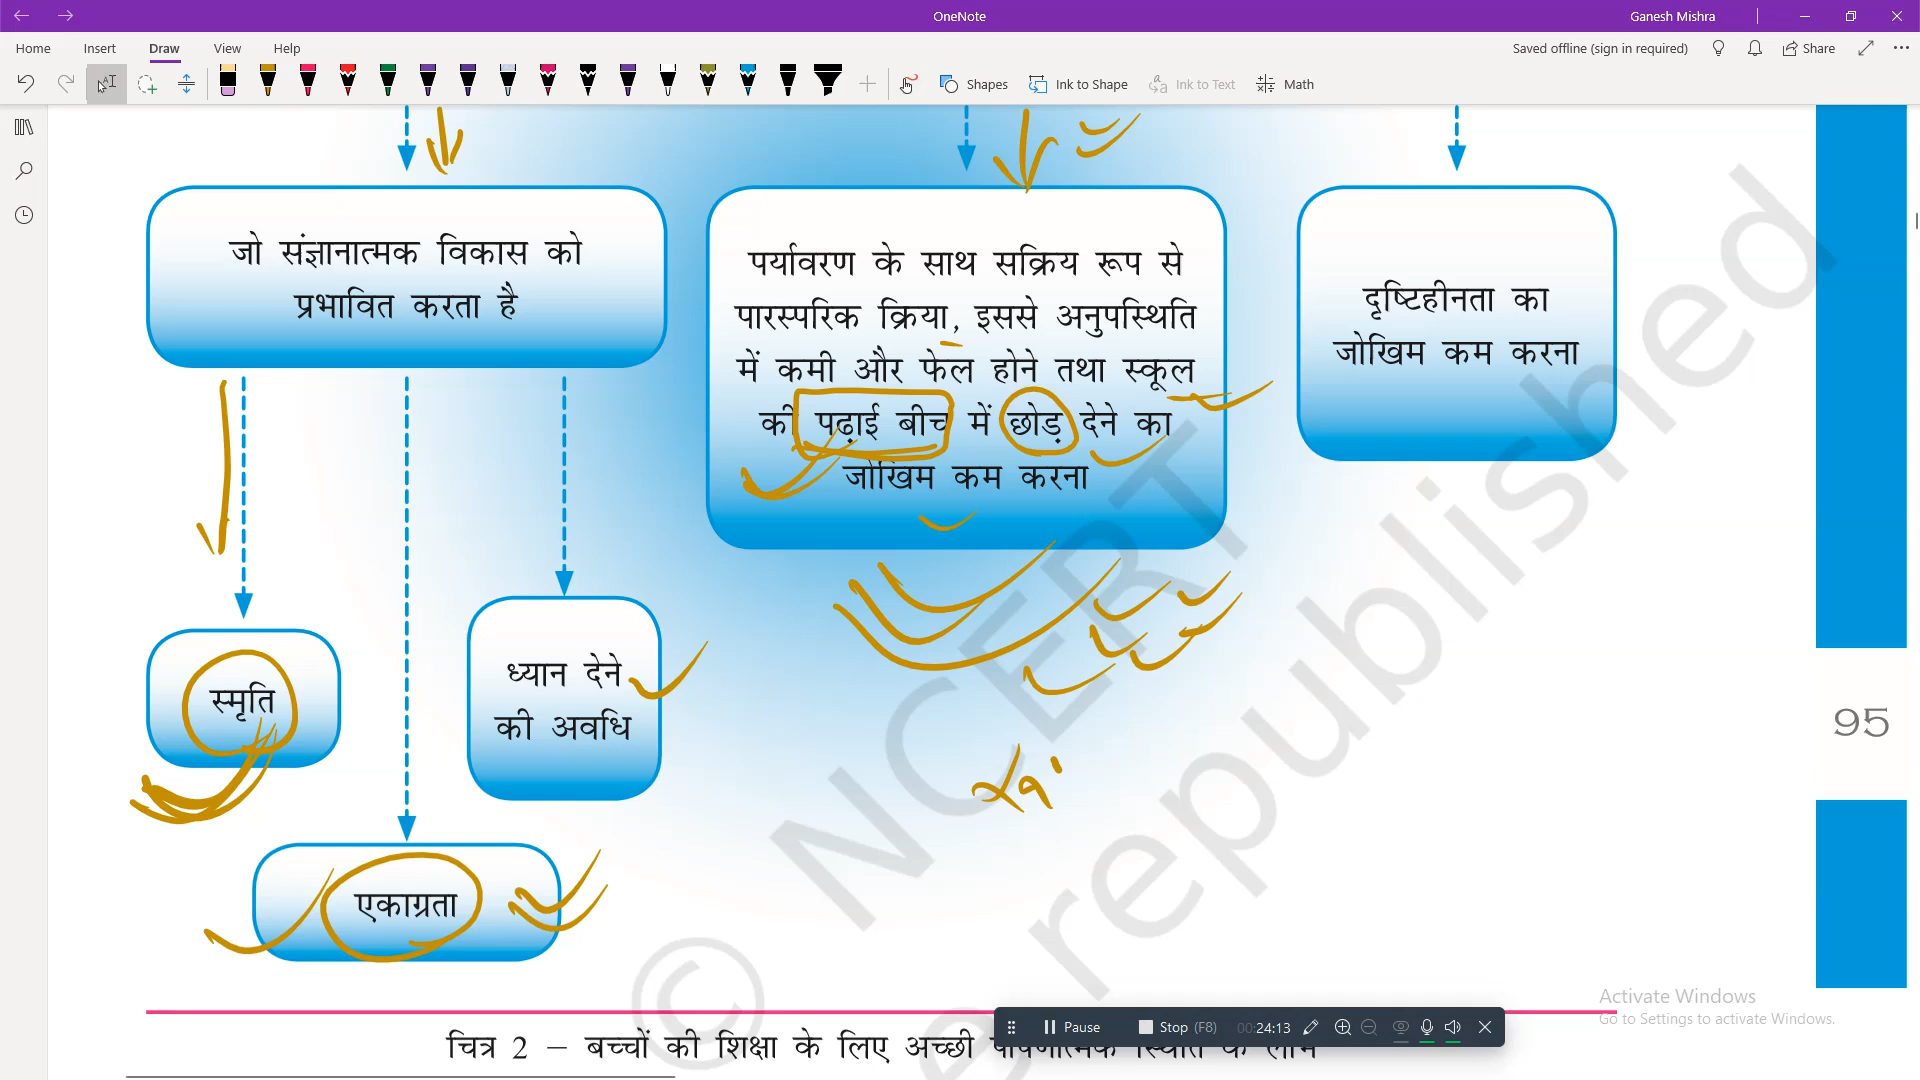 OneNote
Ganesh Mishra
Home Insert Draw View Help
Saved offline (sign in required) Share
Shapes Ink to Shape Ink to Text Math
जो संज्ञानात्मक विकास को
प्रभावित करता है
पर्यावरण के साथ सक्रिय रूप से
पारस्परिक क्रिया, इससे अनुपस्थिति
में कमी और फेल होने तथा स्कूल
की पढ़ाई बीच में छोड़ देने का
जोखिम कम करना
दृष्टिहीनता का
जोखिम कम करना
स्मृति
ध्यान देने
की अवधि
एकाग्रता
95
© NCERT
republished
Activate Windows
Go to Settings to activate Windows.
Pause Stop (F8) 00:24:13
चित्र 2 – बच्चों की शिक्षा के लिए अच्छी